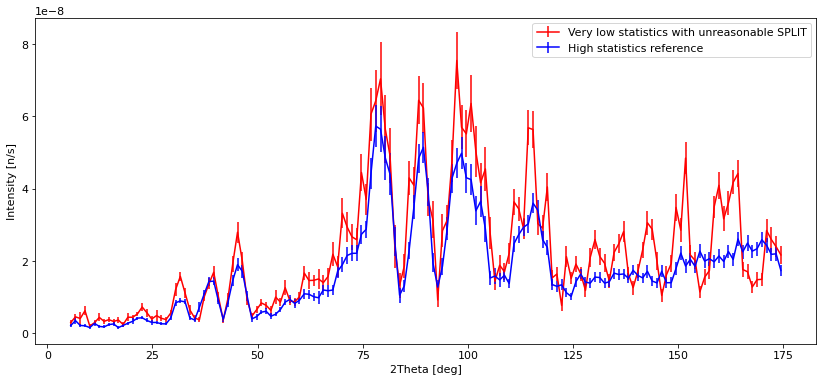 1e−8
Very low statistics with unreasonable SPLIT
High statistics reference
8
6
4
2
0
Intensity [n/s]
0 25 50 75 100 125 150 175
2Theta [deg]